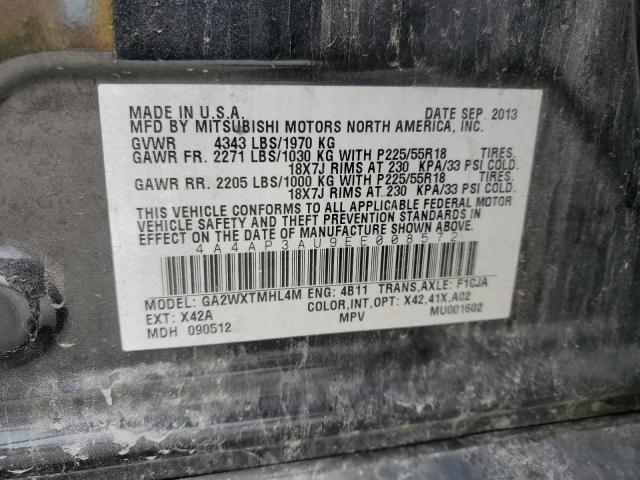 MADE IN U.S.A. DATE SEP. 2013
MFD BY MITSUBISHI MOTORS NORTH AMERICA, INC.
GVWR 4343 LBS/1970 KG
GAWR FR. 2271 LBS/1030 KG WITH P225/55R18 TIRES.
18X7J RIMS AT 230 KPA/33 PSI COLD.
GAWR RR. 2205 LBS/1000 KG WITH P225/55R18 TIRES.
18X7J RIMS AT 230 KPA/33 PSI COLD.
THIS VEHICLE CONFORMS TO ALL APPLICABLE FEDERAL MOTOR
VEHICLE SAFETY AND THEFT PREVENTION STANDARDS IN
EFFECT ON THE DATE OF MANUFACTURE SHOWN ABOVE.
4A4AP3AU9EE008572
MODEL: GA2WXTMHL4M ENG: 4B11 TRANS,AXLE: F1CJA
EXT: X42A COLOR,INT,OPT: X42,41X,A02
MDH 090512 MPV MU001602